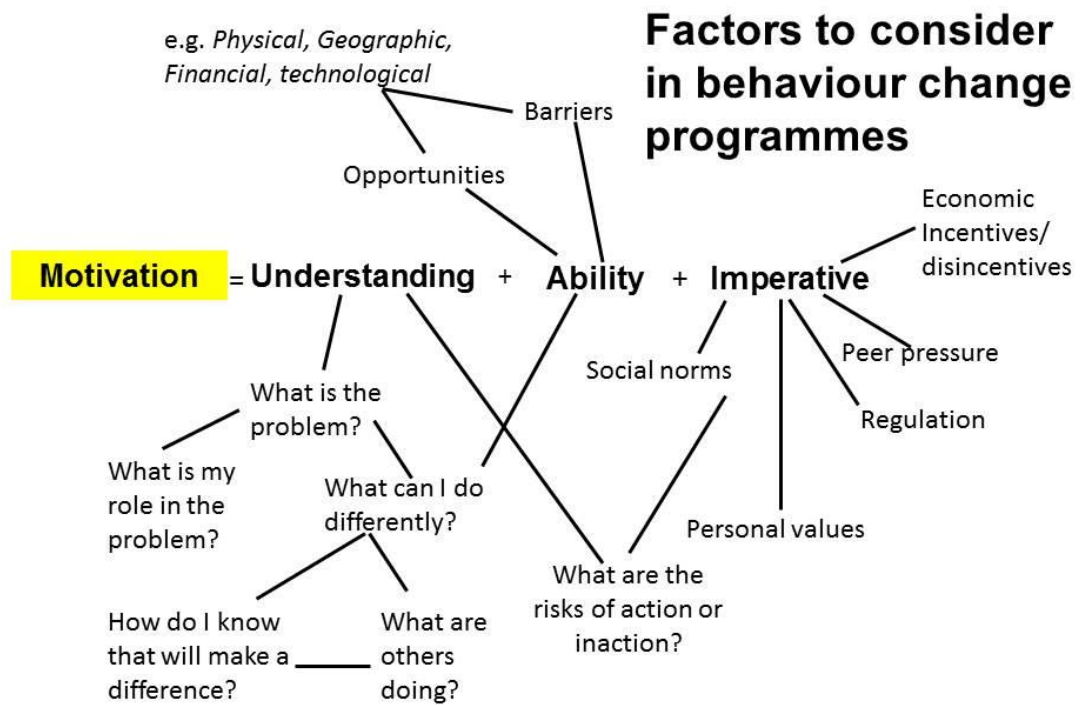 Factors to consider
in behaviour change
programmes
e.g. Physical, Geographic,
Financial, technological
Barriers
Opportunities
Economic
Incentives/
disincentives
Motivation = Understanding + Ability + Imperative
Peer pressure
Social norms
Regulation
What is the
problem?
What is my
role in the
problem?
What can I do
differently?
Personal values
What are the
risks of action or
inaction?
How do I know
that will make a
difference?
What are
others
doing?